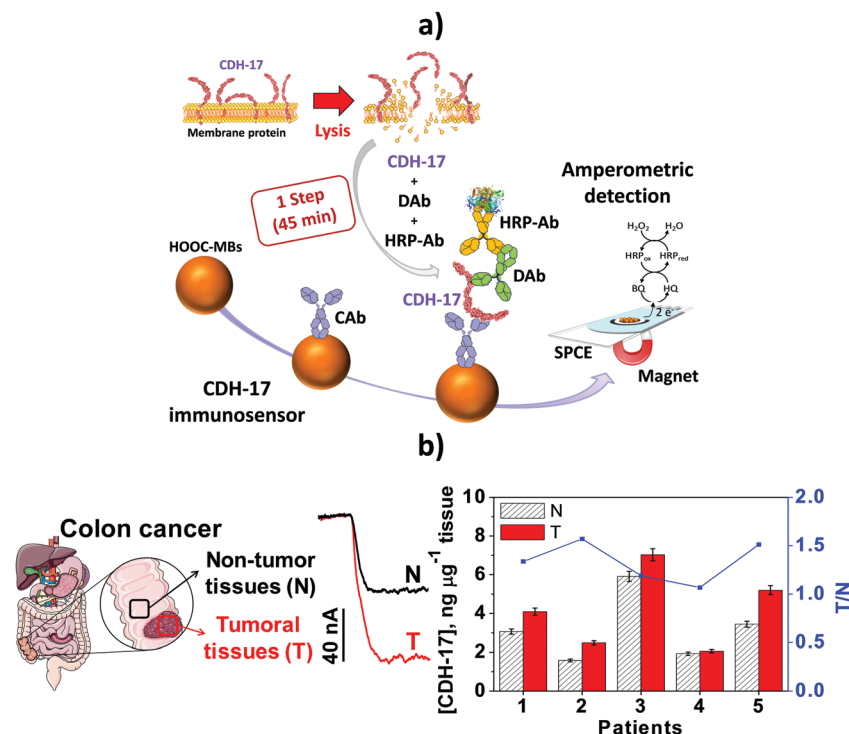 a)
CDH-17
Membrane protein
Lysis
CDH-17
+
DAb
+
HRP-Ab
1 Step
(45 min)
HOOC-MBs
CAb
CDH-17
immunosensor
CDH-17
HRP-Ab
DAb
Amperometric
detection
H₂O₂
H₂O
HRPox
HRPred
BQ
HQ
2 e⁻
SPCE
Magnet
b)
Colon cancer
Non-tumor
tissues (N)
Tumoral
tissues (T)
40 nA
N
T
[CDH-17], ng μg⁻¹ tissue
10
8
6
4
2
0
N
T
2.0
1.5
1.0
0.5
0.0
T/N
1 2 3 4 5
Patients